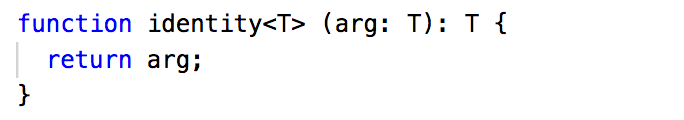 function identity<T> (arg: T): T {
  return arg;
}